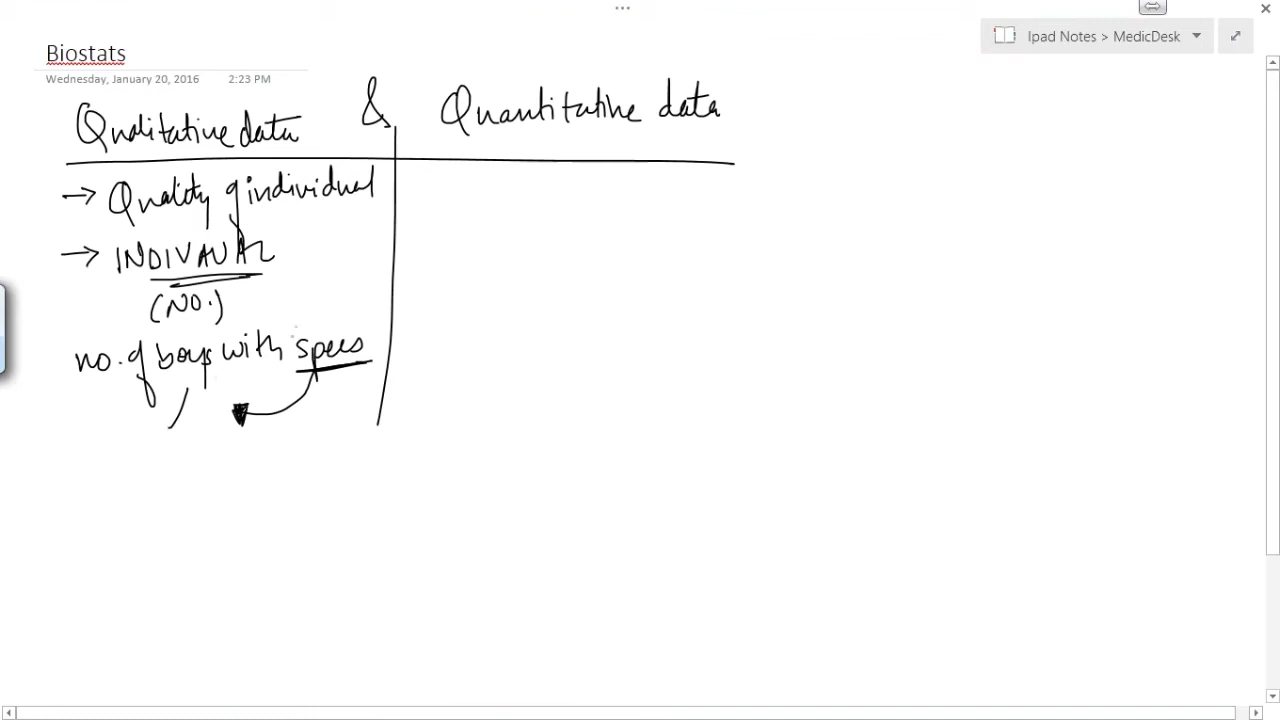 Ipad Notes > MedicDesk
Biostats
Wednesday, January 20, 2016 2:23 PM
Qualitative data & Quantitative data
→ Quality of individual
→ INDIVAUAL
(NO.)
no. of boys with specs